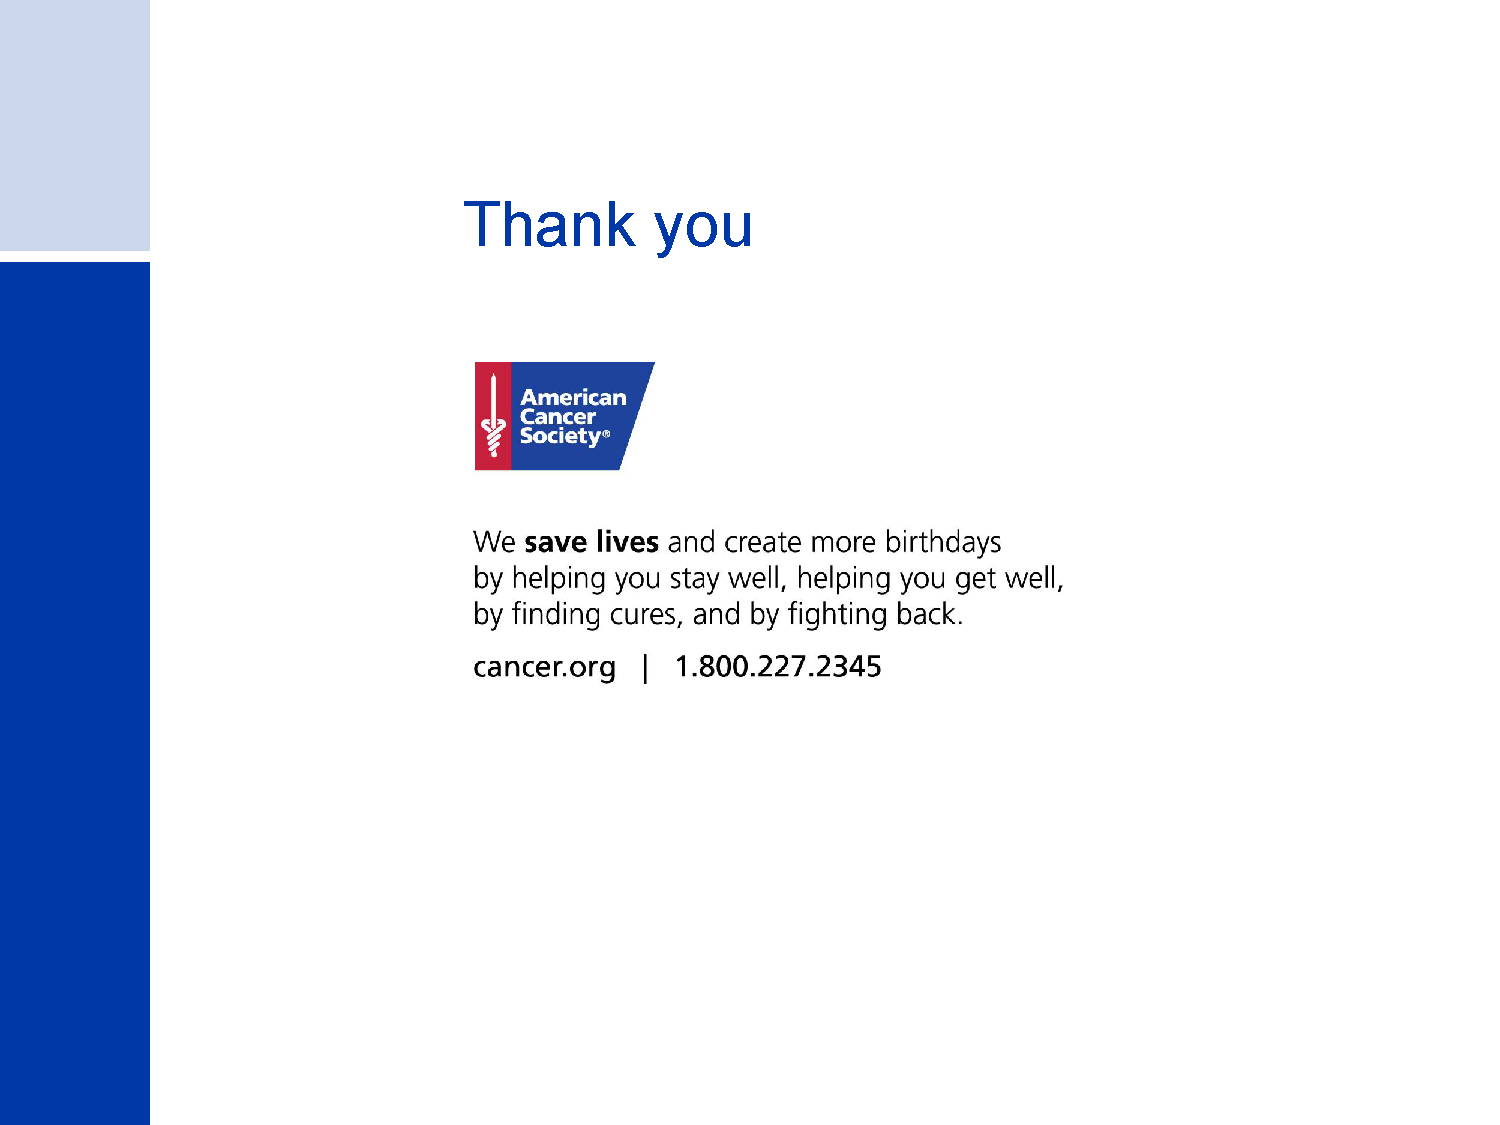 Thank you
American
Cancer
Society®
We save lives and create more birthdays
by helping you stay well, helping you get well,
by finding cures, and by fighting back.
cancer.org | 1.800.227.2345